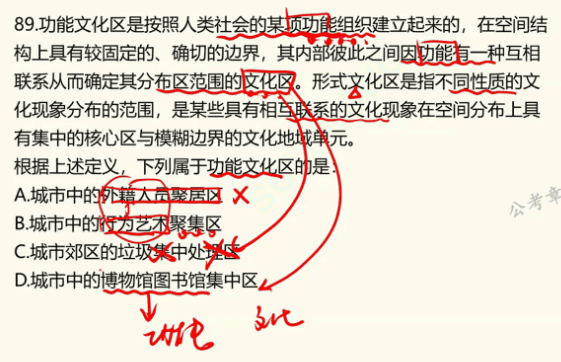 89.功能文化区是按照人类社会的某项功能组织建立起来的，在空间结
构上具有较固定的、确切的边界，其内部彼此之间因功能有一种互相
联系从而确定其分布区范围的文化区。形式文化区是指不同性质的文
化现象分布的范围，是某些具有相互联系的文化现象在空间分布上具
有集中的核心区与模糊边界的文化地域单元。
根据上述定义，下列属于功能文化区的是：
A.城市中的外籍人员聚居区
B.城市中的行为艺术聚集区
C.城市郊区的垃圾集中处理区
D.城市中的博物馆图书馆集中区
功能 文化
公考章